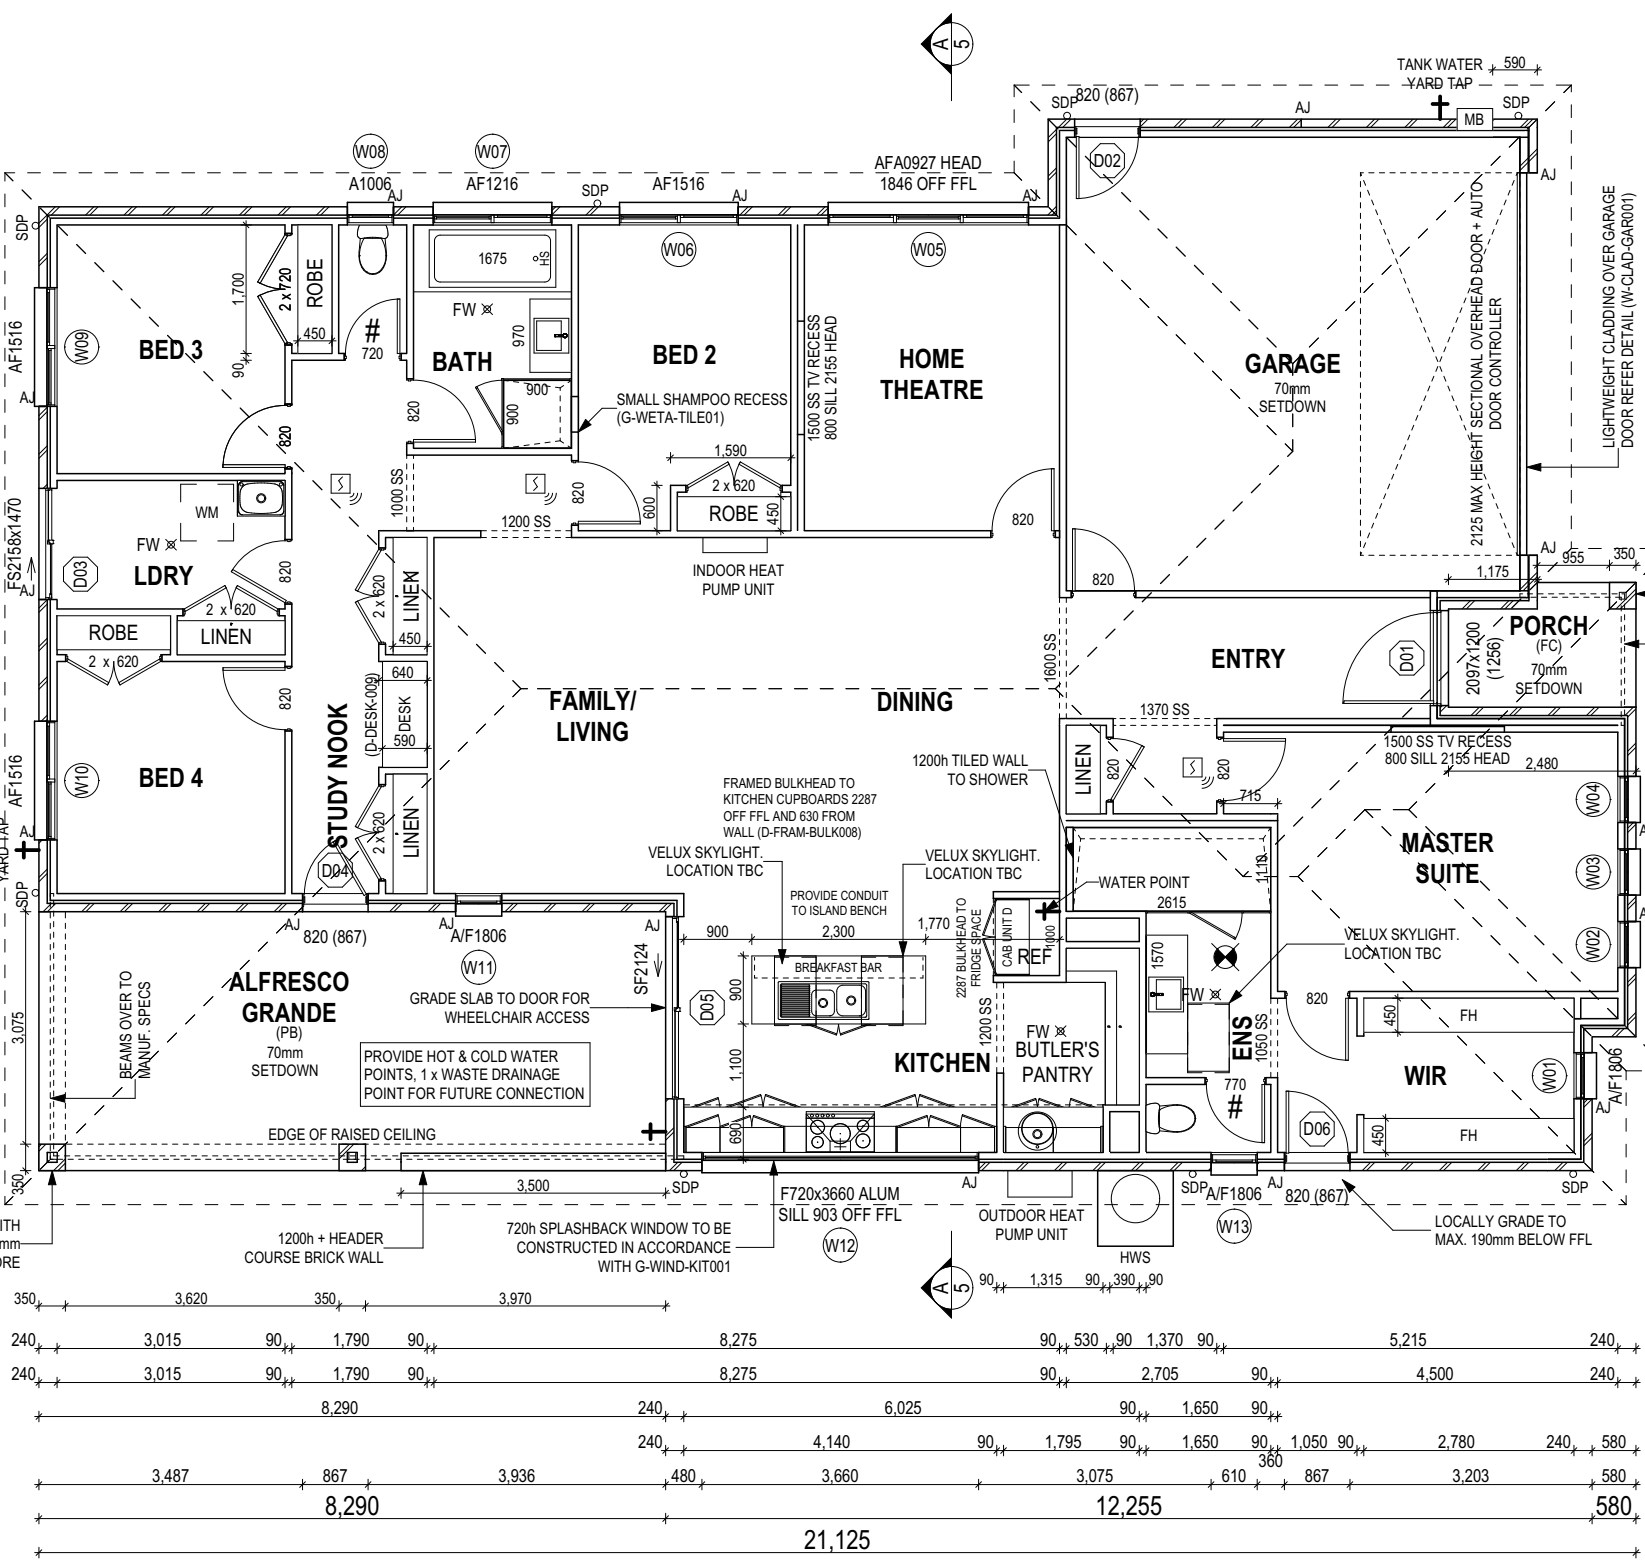 A
5
TANK WATER
YARD TAP
590
SDP
820 (867)
AJ
MB
SDP
D02
W08
W07
AFA0927 HEAD
1846 OFF FFL
A1006
AJ
AF1216
SDP
AF1516
AJ
AJ
AJ
SDP
1675
HS
W06
W05
1,700
2 x 720
ROBE
450
90
#
720
FW
970
BATH
BED 3
BED 2
HOME
THEATRE
GARAGE
70mm
SETDOWN
1500 SS TV RECESS
800 SILL 2155 HEAD
2125 MAX HEIGHT SECTIONAL OVERHEAD DOOR + AUTO
DOOR CONTROLLER
LIGHTWEIGHT CLADDING OVER GARAGE
DOOR REFER DETAIL (W-CLAD-GAR001)
AF1516
W09
AJ
900
900
SMALL SHAMPOO RECESS
(G-WETA-TILE01)
820
820
1,590
2 x 620
ROBE
450
600
820
1000 SS
1200 SS
820
FS2158x1470
AJ
WM
FW
LDRY
D03
820
2 x 620
LINEN
ROBE
2 x 620
2 x 620
LINEN
450
INDOOR HEAT
PUMP UNIT
820
AJ
955
350
1,175
PORCH
(FC)
70mm
SETDOWN
2097x1200
(1256)
D01
ENTRY
1600 SS
640
DESK
(D-DESK-009)
590
820
FAMILY/
LIVING
DINING
STUDY NOOK
BED 4
W10
AF1516
AJ
YARD TAP
SDP
2 x 620
LINEN
D04
1370 SS
1500 SS TV RECESS
800 SILL 2155 HEAD
2,480
1200h TILED WALL
TO SHOWER
LINEN
820
820
715
W04
W03
W02
MASTER
SUITE
FRAMED BULKHEAD TO
KITCHEN CUPBOARDS 2287
OFF FFL AND 630 FROM
WALL (D-FRAM-BULK008)
VELUX SKYLIGHT.
LOCATION TBC
VELUX SKYLIGHT.
LOCATION TBC
PROVIDE CONDUIT
TO ISLAND BENCH
WATER POINT
2615
1110
AJ
820 (867)
AJ
A/F1806
W11
AJ
900
2,300
1,770
2287 BULKHEAD TO
FRIDGE SPACE
CAB UNIT D
REF
1000
1570
VELUX SKYLIGHT.
LOCATION TBC
ALFRESCO
GRANDE
(PB)
70mm
SETDOWN
GRADE SLAB TO DOOR FOR
WHEELCHAIR ACCESS
SF2124
D05
BREAKFAST BAR
900
1,100
690
KITCHEN
1200 SS
FW
BUTLER'S
PANTRY
FW
ENS
1050 SS
820
450
FH
WIR
W01
A/F1806
AJ
BEAMS OVER TO
MANUF. SPECS
3,075
350
PROVIDE HOT & COLD WATER
POINTS, 1 x WASTE DRAINAGE
POINT FOR FUTURE CONNECTION
EDGE OF RAISED CEILING
770
#
D06
450
FH
3,500
SDP
F720x3660 ALUM
SILL 903 OFF FFL
W12
AJ
OUTDOOR HEAT
PUMP UNIT
HWS
SDP
A/F1806
W13
AJ
820 (867)
SDP
LOCALLY GRADE TO
MAX. 190mm BELOW FFL
1200h + HEADER
COURSE BRICK WALL
720h SPLASHBACK WINDOW TO BE
CONSTRUCTED IN ACCORDANCE
WITH G-WIND-KIT001
A
5
90 1,315 90 390 90
350 3,620 350 3,970
240 3,015 90 1,790 90 8,275 90 530 90 1,370 90 5,215 240
240 3,015 90 1,790 90 8,275 90 2,705 90 4,500 240
8,290 240 6,025 90 1,650 90
240 4,140 90 1,795 90 1,650 90 1,050 90 2,780 240 580
360
3,487 867 3,936 480 3,660 3,075 610 867 3,203 580
8,290 12,255 580
21,125